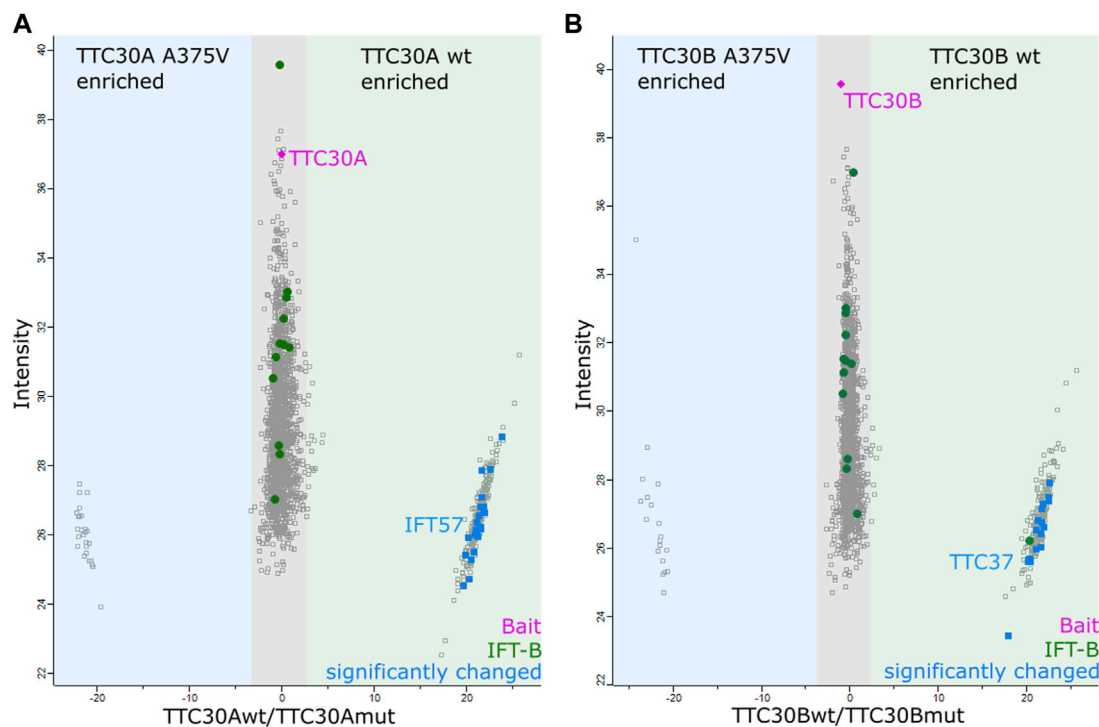 A
TTC30A A375V
enriched
TTC30A wt
enriched
TTC30A
IFT57
Bait
IFT-B
significantly changed
Intensity
40
38
36
34
32
30
28
26
24
22
-20
-10
0
10
20
TTC30Awt/TTC30Amut
B
TTC30B A375V
enriched
TTC30B wt
enriched
TTC30B
TTC37
Bait
IFT-B
significantly changed
Intensity
40
38
36
34
32
30
28
26
24
22
-20
-10
0
10
20
TTC30Bwt/TTC30Bmut